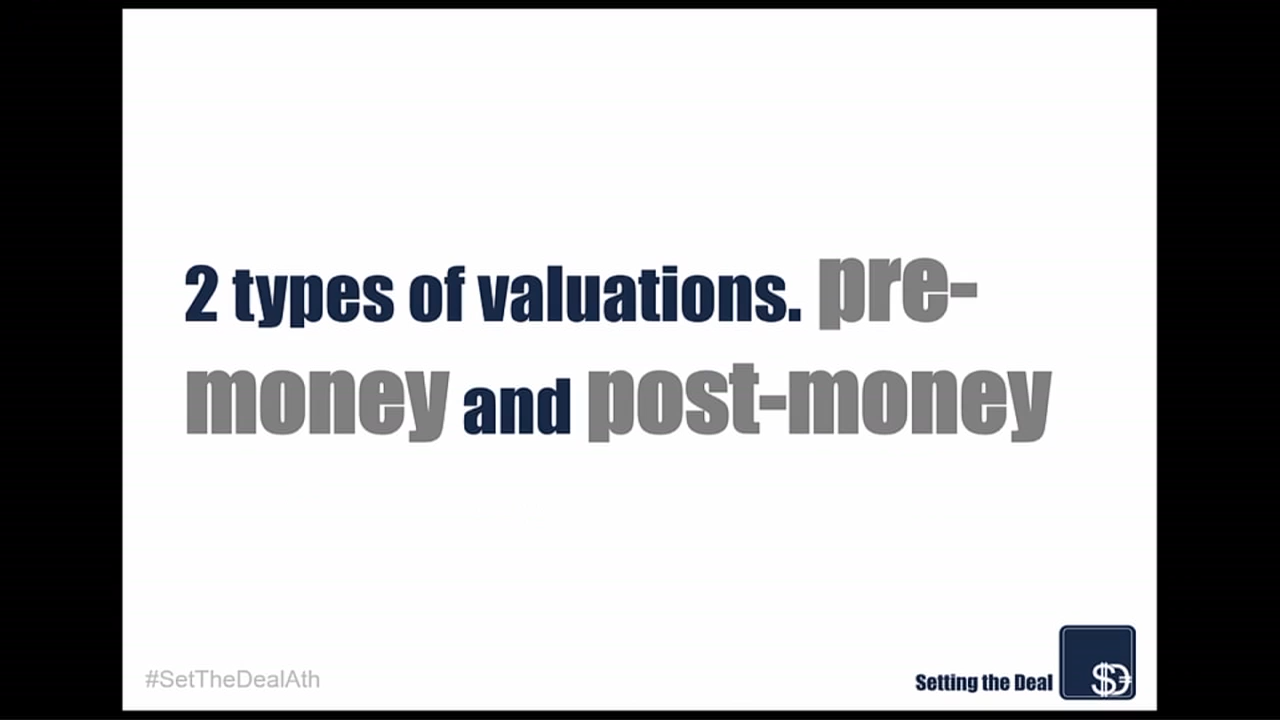 2 types of valuations. pre-
money and post-money
#SetTheDealAth
Setting the Deal